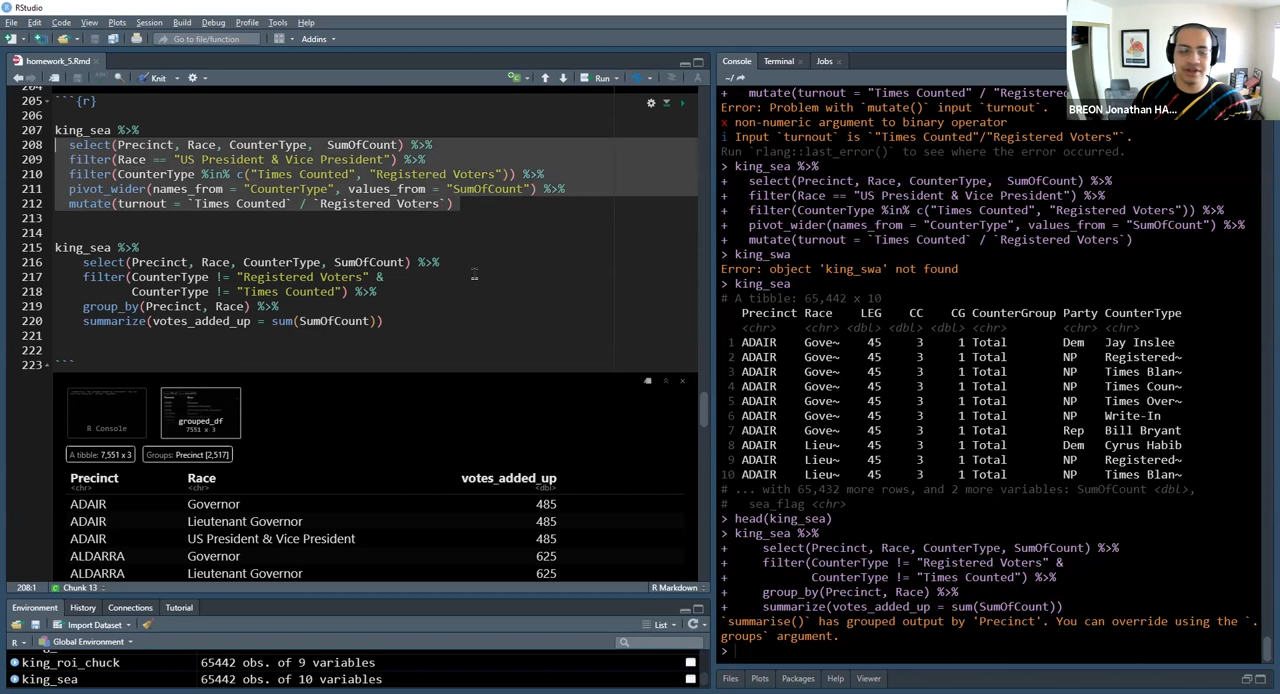 RStudio
File Edit Code View Plots Session Build Debug Profile Tools Help
Go to file/function Addins
homework_5.Rmd
Knit Run
205 ```{r}
206
207 king_sea %>%
208 select(Precinct, Race, CounterType,  SumOfCount) %>%
209 filter(Race == "US President & Vice President") %>%
210 filter(CounterType %in% c("Times Counted", "Registered Voters")) %>%
211 pivot_wider(names_from = "CounterType", values_from = "SumOfCount") %>%
212 mutate(turnout = `Times Counted` / `Registered Voters`)
213
214
215 king_sea %>%
216 select(Precinct, Race, CounterType, SumOfCount) %>%
217 filter(CounterType != "Registered Voters" &
218 CounterType != "Times Counted") %>%
219 group_by(Precinct, Race) %>%
220 summarize(votes_added_up = sum(SumOfCount))
221
222
223 ```
R Console
grouped_df
7551 x 3
A tibble: 7,551 x 3 Groups: Precinct [2,517]
Precinct Race votes_added_up
<chr> <chr> <dbl>
ADAIR Governor 485
ADAIR Lieutenant Governor 485
ADAIR US President & Vice President 485
ALDARRA Governor 625
ALDARRA Lieutenant Governor 625
208:1 Chunk 13 R Markdown
Environment History Connections Tutorial
Import Dataset List
R Global Environment
king_roi_chuck 65442 obs. of 9 variables
king_sea 65442 obs. of 10 variables
Console Terminal Jobs
~/
+ mutate(turnout = "Times Counted" / "Registered
Error: Problem with `mutate()` input `turnout`.
x non-numeric argument to binary operator
i Input `turnout` is `"Times Counted"/"Registered Voters"`.
Run `rlang::last_error()` to see where the error occurred.
> king_sea %>%
+ select(Precinct, Race, CounterType,  SumOfCount) %>%
+ filter(Race == "US President & Vice President") %>%
+ filter(CounterType %in% c("Times Counted", "Registered Voters")) %>%
+ pivot_wider(names_from = "CounterType", values_from = "SumOfCount") %>%
+ mutate(turnout = `Times Counted` / `Registered Voters`)
> king_swa
Error: object 'king_swa' not found
> king_sea
# A tibble: 65,442 x 10
Precinct Race LEG CC CG CounterGroup Party CounterType
<chr> <chr> <dbl> <dbl> <dbl> <chr> <chr> <chr>
1 ADAIR Gove~ 45 3 1 Total Dem Jay Inslee
2 ADAIR Gove~ 45 3 1 Total NP Registered~
3 ADAIR Gove~ 45 3 1 Total NP Times Blan~
4 ADAIR Gove~ 45 3 1 Total NP Times Coun~
5 ADAIR Gove~ 45 3 1 Total NP Times Over~
6 ADAIR Gove~ 45 3 1 Total NP Write-In
7 ADAIR Gove~ 45 3 1 Total Rep Bill Bryant
8 ADAIR Lieu~ 45 3 1 Total Dem Cyrus Habib
9 ADAIR Lieu~ 45 3 1 Total NP Registered~
10 ADAIR Lieu~ 45 3 1 Total NP Times Blan~
# ... with 65,432 more rows, and 2 more variables: SumOfCount <dbl>,
# sea_flag <chr>
> head(king_sea)
> king_sea %>%
+ select(Precinct, Race, CounterType, SumOfCount) %>%
+ filter(CounterType != "Registered Voters" &
+ CounterType != "Times Counted") %>%
+ group_by(Precinct, Race) %>%
+ summarize(votes_added_up = sum(SumOfCount))
`summarise()` has grouped output by 'Precinct'. You can override using the `.
groups` argument.
>
Files Plots Packages Help Viewer
BREON Jonathan HA...